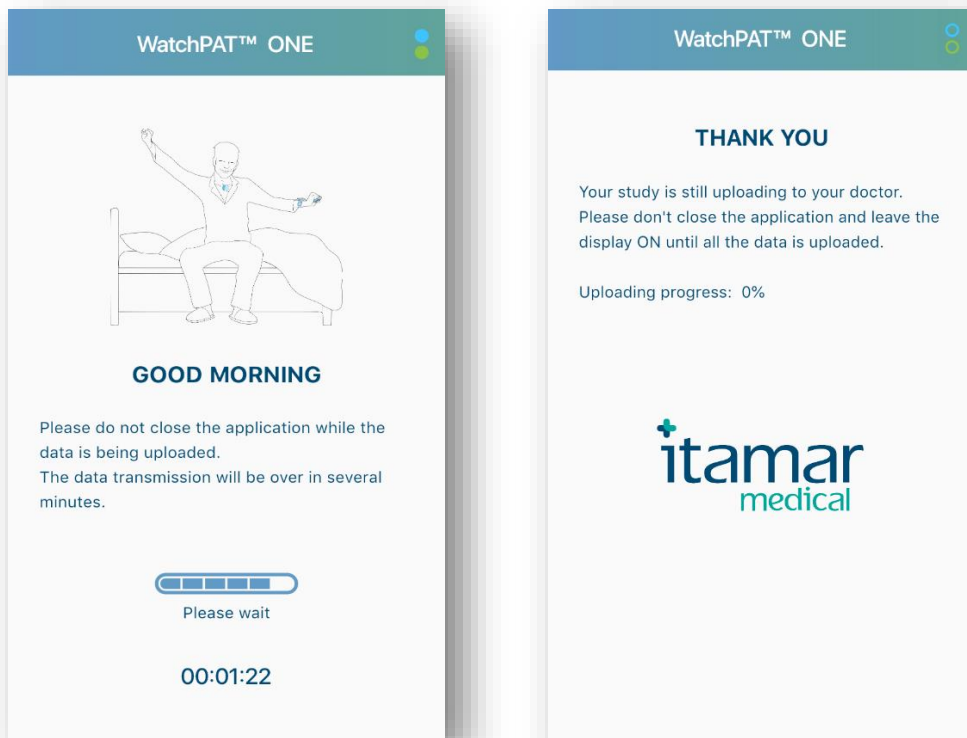 WatchPAT™ ONE
GOOD MORNING
Please do not close the application while the
data is being uploaded.
The data transmission will be over in several
minutes.
Please wait
00:01:22
WatchPAT™ ONE
THANK YOU
Your study is still uploading to your doctor.
Please don't close the application and leave the
display ON until all the data is uploaded.
Uploading progress: 0%
itamar
medical